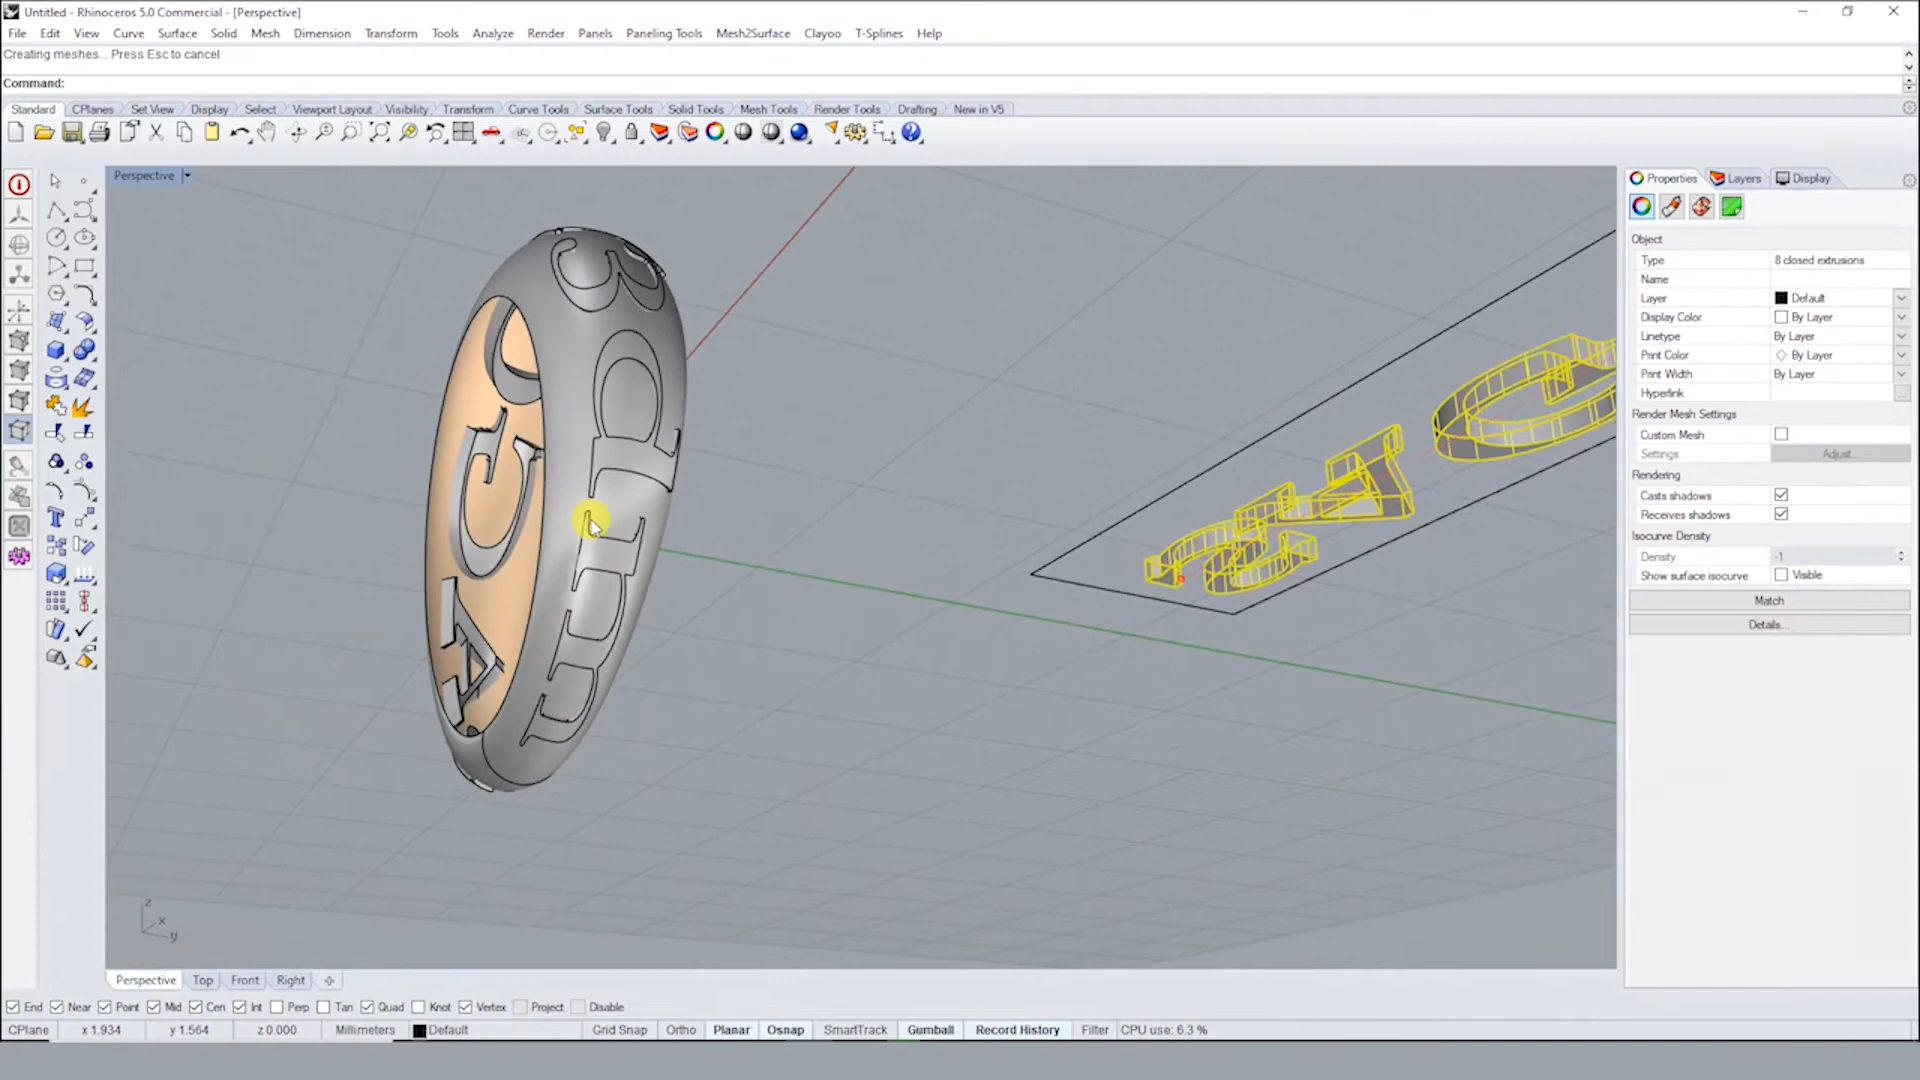 Untitled - Rhinoceros 5.0 Commercial - [Perspective]
File Edit View Curve Surface Solid Mesh Dimension Transform Tools Analyze Render Panels Paneling Tools Mesh2Surface Clayoo T-Splines Help
Creating meshes... Press Esc to cancel
Command:
Standard CPlanes Set View Display Select Viewport Layout Visibility Transform Curve Tools Surface Tools Solid Tools Mesh Tools Render Tools Drafting New in V5
Perspective
Properties Layers Display
Object
Type 8 closed extrusions
Name
Layer Default
Display Color By Layer
Linetype By Layer
Print Color By Layer
Print Width By Layer
Hyperlink ...
Render Mesh Settings
Custom Mesh
Settings Adjust...
Rendering
Casts shadows
Receives shadows
Isocurve Density
Density -1
Show surface isocurve Visible
Match
Details...
z
x
y
Perspective Top Front Right
End Near Point Mid Cen Int Perp Tan Quad Knot Vertex Project Disable
CPlane x 1.934 y 1.564 z 0.000 Millimeters Default Grid Snap Ortho Planar Osnap SmartTrack Gumball Record History Filter CPU use: 6.3 %